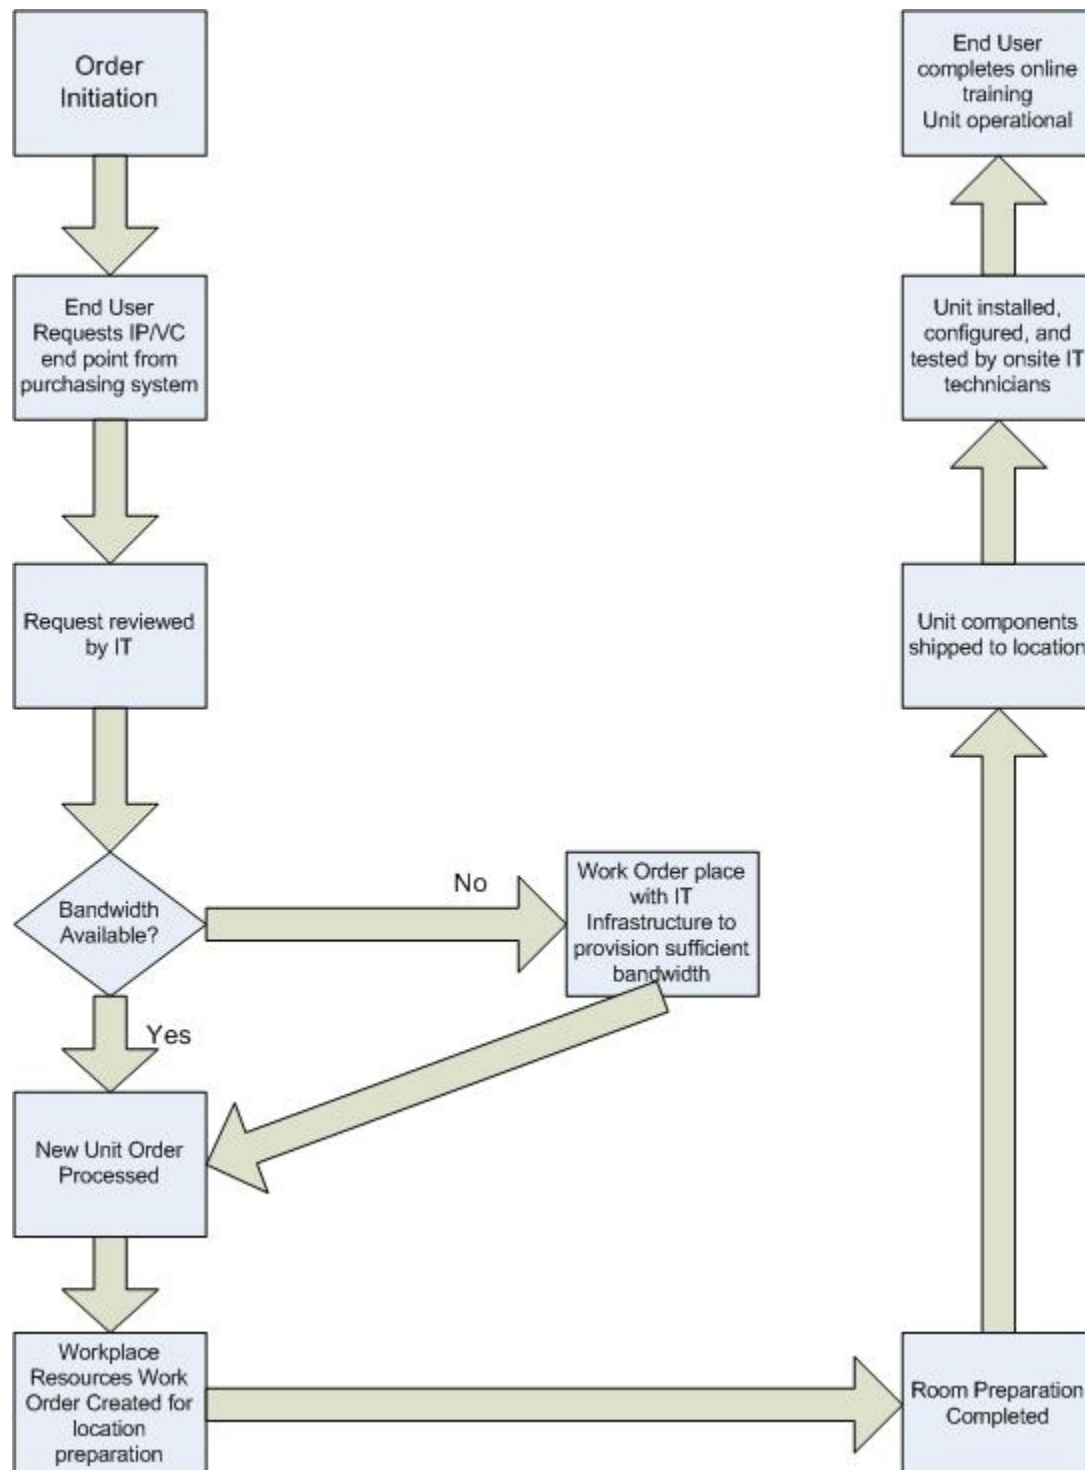 Order
Initiation
End User
Requests IP/VC
end point from
purchasing system
Request reviewed
by IT
Bandwidth
Available?
No
Work Order place
with IT
Infrastructure to
provision sufficient
bandwidth
Yes
New Unit Order
Processed
Workplace
Resources Work
Order Created for
location
preparation
Room Preparation
Completed
Unit components
shipped to location
Unit installed,
configured, and
tested by onsite IT
technicians
End User
completes online
training
Unit operational